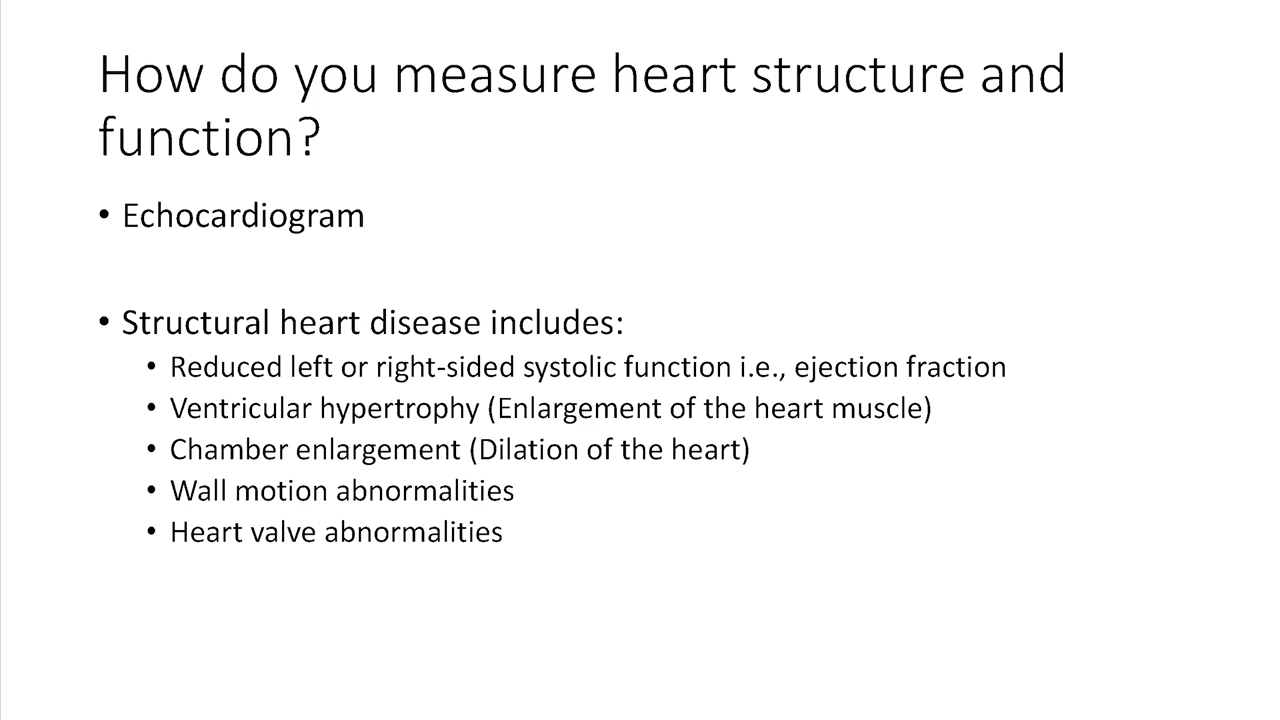 How do you measure heart structure and
function?
• Echocardiogram
• Structural heart disease includes:
• Reduced left or right-sided systolic function i.e., ejection fraction
• Ventricular hypertrophy (Enlargement of the heart muscle)
• Chamber enlargement (Dilation of the heart)
• Wall motion abnormalities
• Heart valve abnormalities